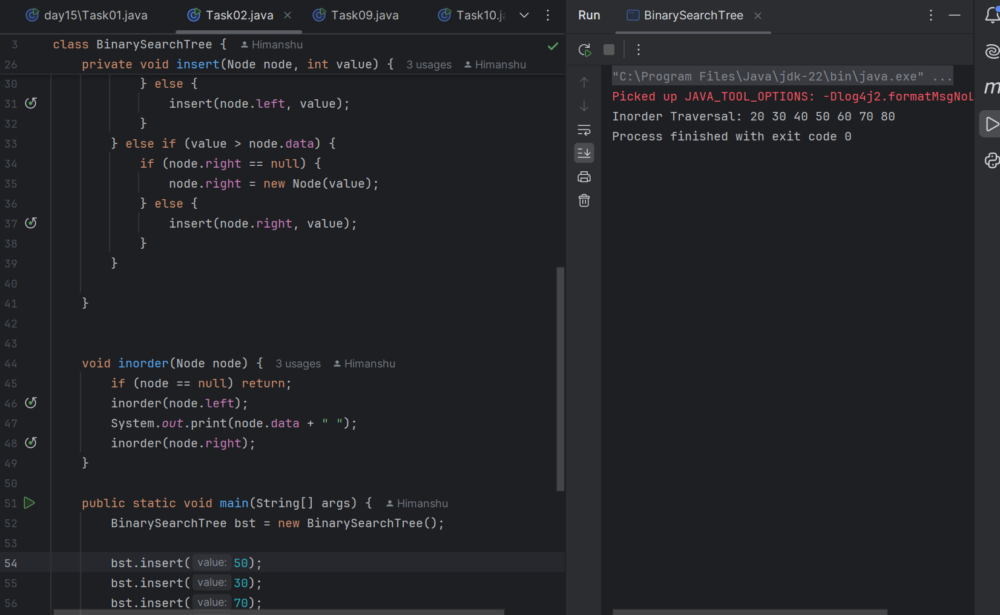 day15\Task01.java Task02.java Task09.java Task10.j
3 class BinarySearchTree { Himanshu
26 private void insert(Node node, int value) { 3 usages Himanshu
30 } else {
31 insert(node.left, value);
32 }
33 } else if (value > node.data) {
34 if (node.right == null) {
35 node.right = new Node(value);
36 } else {
37 insert(node.right, value);
38 }
39 }
40
41 }
42
43
44 void inorder(Node node) { 3 usages Himanshu
45 if (node == null) return;
46 inorder(node.left);
47 System.out.print(node.data + " ");
48 inorder(node.right);
49 }
50
51 public static void main(String[] args) { Himanshu
52 BinarySearchTree bst = new BinarySearchTree();
53
54 bst.insert( value: 50);
55 bst.insert( value: 30);
56 bst.insert( value: 70);
Run BinarySearchTree
"C:\Program Files\Java\jdk-22\bin\java.exe" ...
Picked up JAVA_TOOL_OPTIONS: -Dlog4j2.formatMsgNoL
Inorder Traversal: 20 30 40 50 60 70 80
Process finished with exit code 0
m